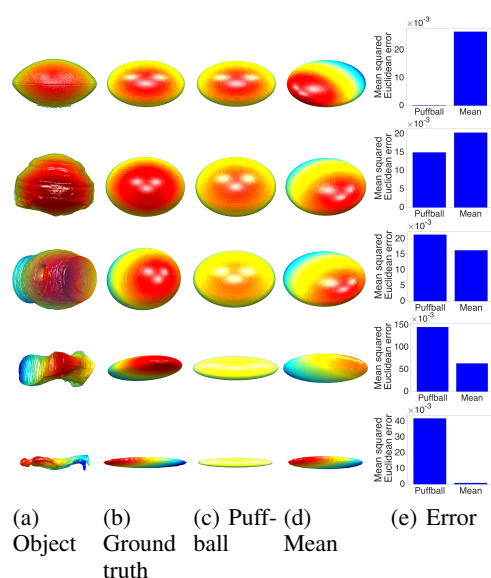 ×10⁻³
Mean squared
Euclidean error
20
10
0
Puffball Mean
×10⁻³
Mean squared
Euclidean error
20
15
10
5
0
Puffball Mean
×10⁻³
Mean squared
Euclidean error
20
15
10
5
0
Puffball Mean
×10⁻³
Mean squared
Euclidean error
150
100
50
0
Puffball Mean
×10⁻³
Mean squared
Euclidean error
40
30
20
10
0
Puffball Mean
(a)
Object
(b)
Ground
truth
(c) Puff-
ball
(d)
Mean
(e) Error